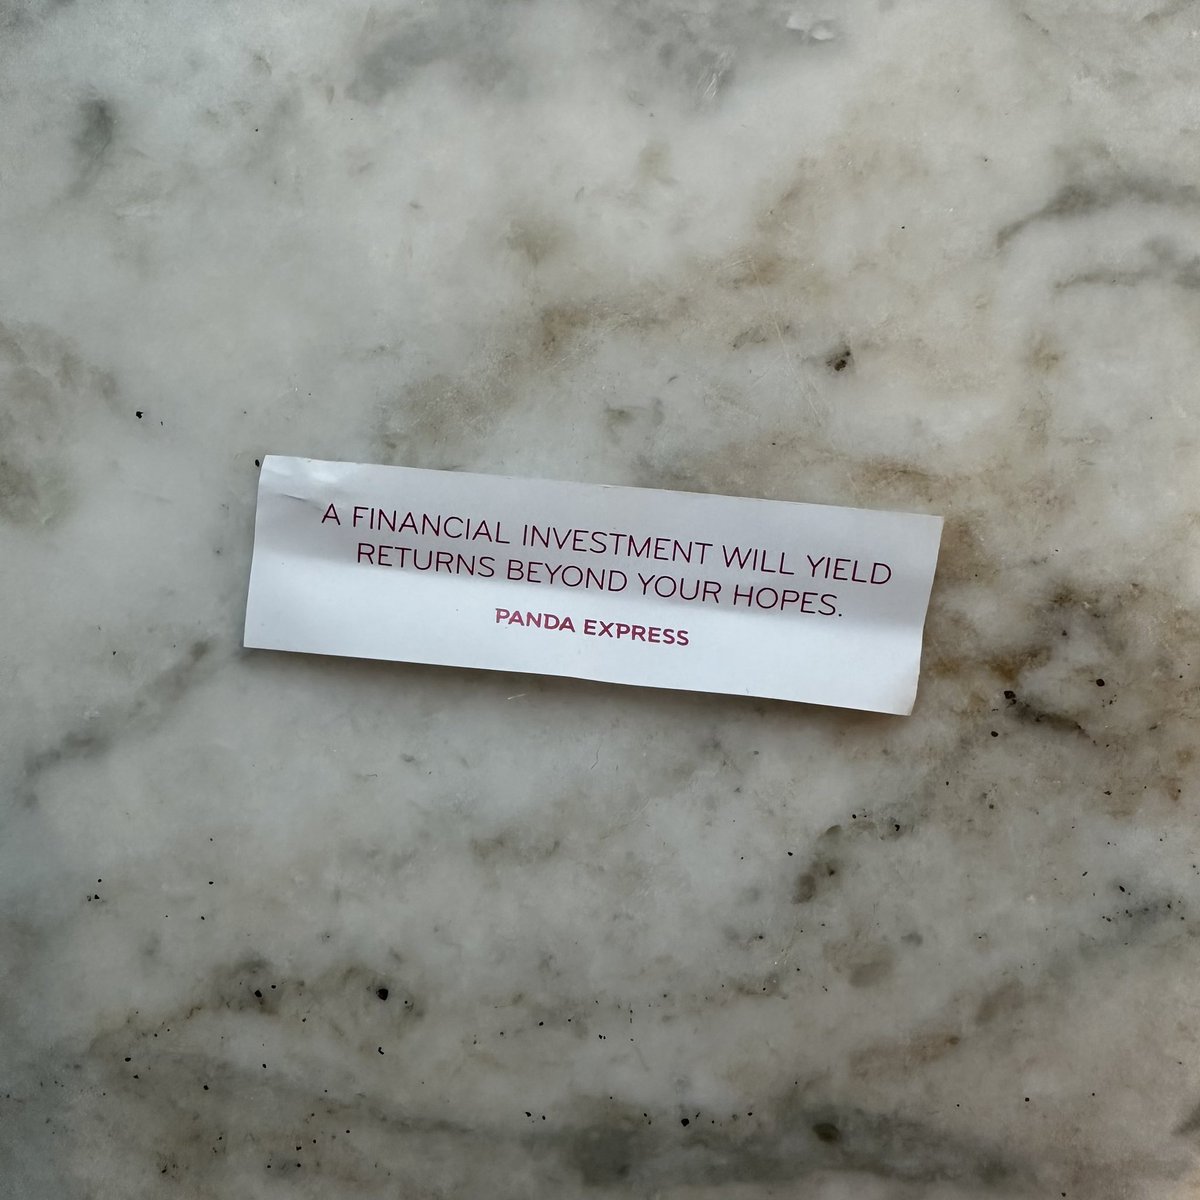 A FINANCIAL INVESTMENT WILL YIELD
RETURNS BEYOND YOUR HOPES.
PANDA EXPRESS